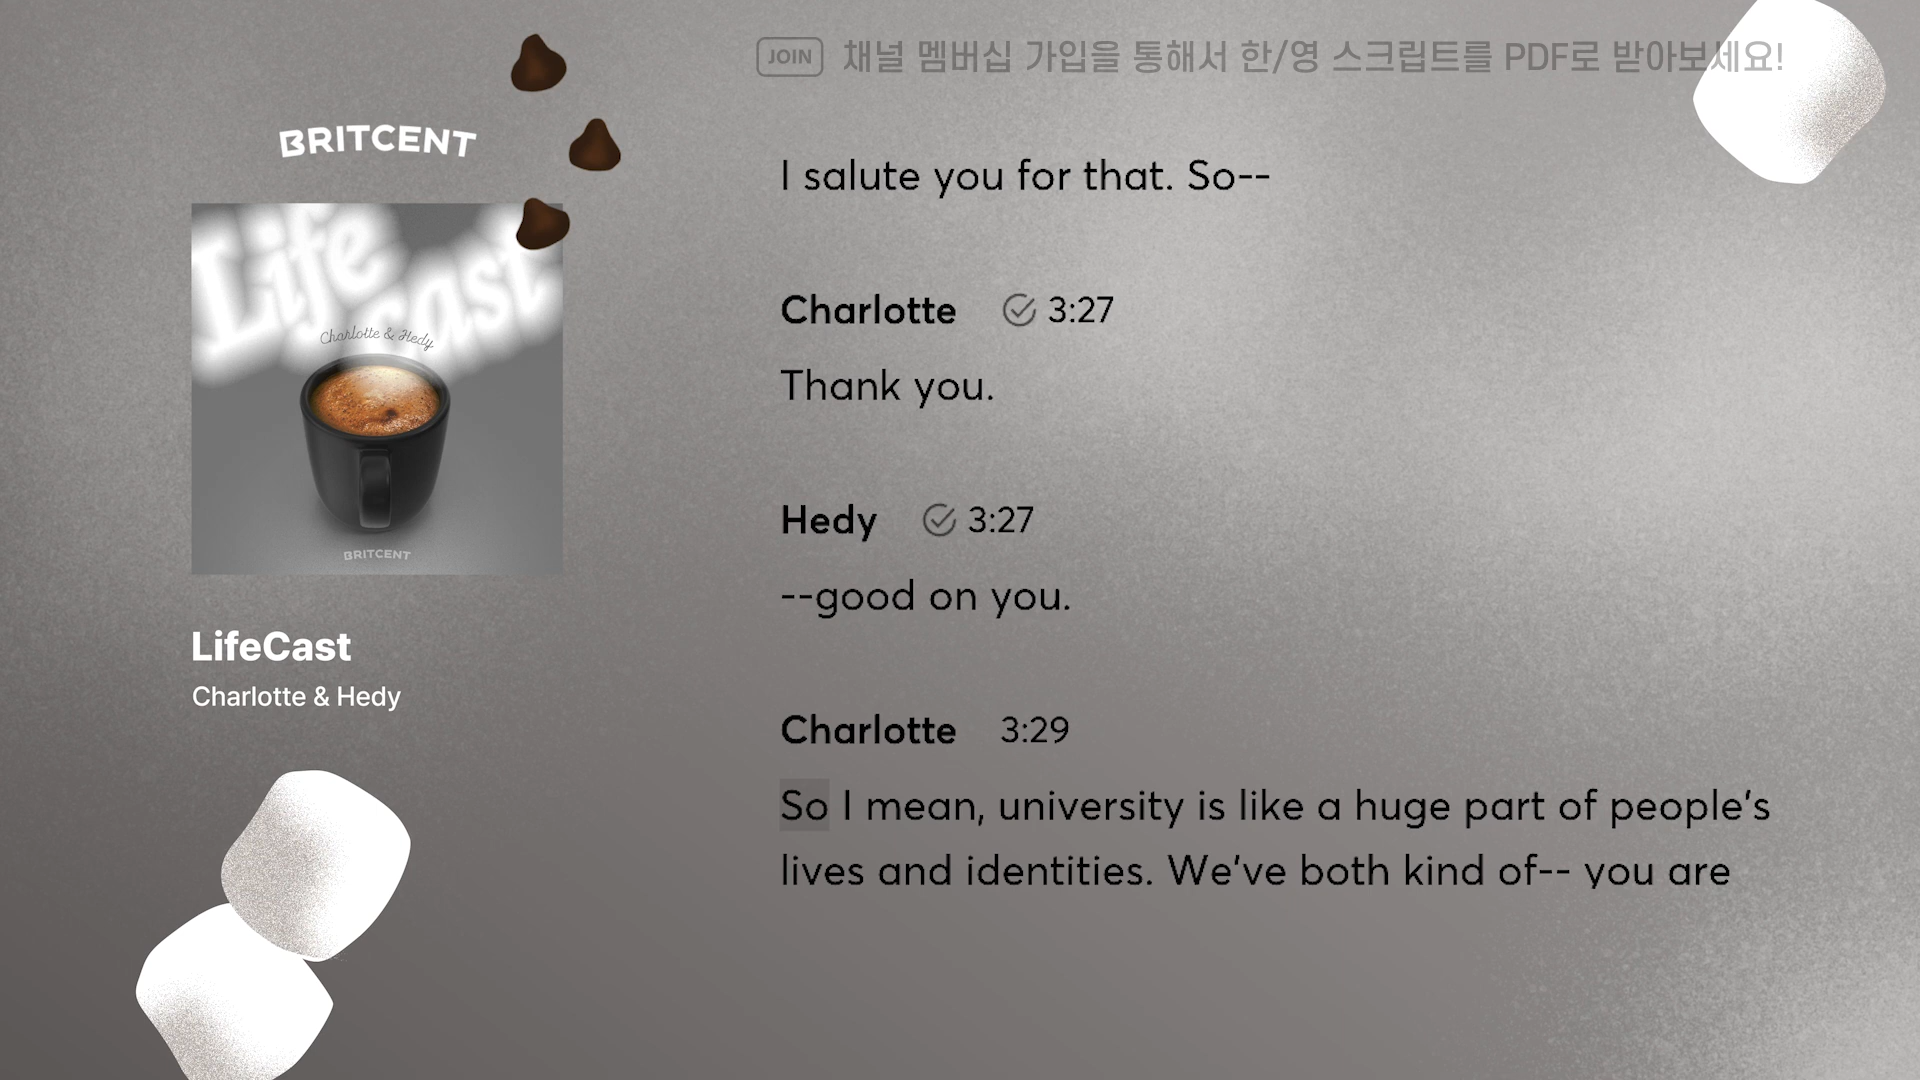 JOIN 채널 멤버십 가입을 통해서 한/영 스크립트를 PDF로 받아보세요!
BRITCENT
Life
cast
Charlotte & Hedy
BRITCENT
LifeCast
Charlotte & Hedy
I salute you for that. So--
Charlotte 3:27
Thank you.
Hedy 3:27
--good on you.
Charlotte 3:29
So I mean, university is like a huge part of people's
lives and identities. We've both kind of-- you are